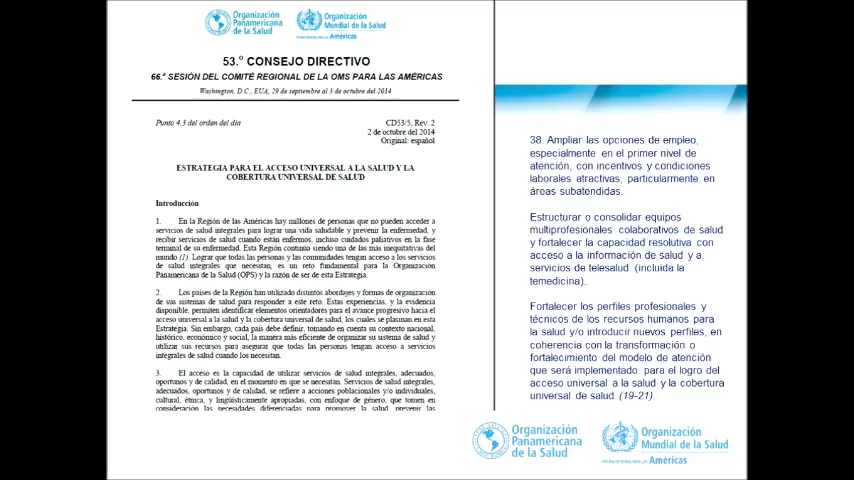 Organización
Panamericana
de la Salud
Organización
Mundial de la Salud
Américas
53.º CONSEJO DIRECTIVO
66.ª SESIÓN DEL COMITÉ REGIONAL DE LA OMS PARA LAS AMÉRICAS
Washington, D.C., EUA, 29 de septiembre al 3 de octubre del 2014
Punto 4.3 del orden del día
CD53/5, Rev. 2
2 de octubre del 2014
Original: español
ESTRATEGIA PARA EL ACCESO UNIVERSAL A LA SALUD Y LA
COBERTURA UNIVERSAL DE SALUD
Introducción
1. En la Región de las Américas hay millones de personas que no pueden acceder a
servicios de salud integrales para lograr una vida saludable y prevenir la enfermedad, y
recibir servicios de salud cuando están enfermos, incluso cuidados paliativos en la fase
terminal de su enfermedad. Esta Región continúa siendo una de las más inequitativas del
mundo (1). Lograr que todas las personas y las comunidades tengan acceso a los servicios
de salud integrales que necesitan, es un reto fundamental para la Organización
Panamericana de la Salud (OPS) y la razón de ser de esta Estrategia.
2. Los países de la Región han utilizado distintos abordajes y formas de organización
de sus sistemas de salud para responder a este reto. Estas experiencias, y la evidencia
disponible, permiten identificar elementos orientadores para el avance progresivo hacia el
acceso universal a la salud y la cobertura universal de salud, los cuales se plasman en esta
Estrategia. Sin embargo, cada país debe definir, tomando en cuenta su contexto nacional,
histórico, económico y social, la manera más eficiente de organizar su sistema de salud y
utilizar sus recursos para asegurar que todas las personas tengan acceso a servicios
integrales de salud cuando los necesitan.
3. El acceso es la capacidad de utilizar servicios de salud integrales, adecuados,
oportunos y de calidad, en el momento en que se necesitan. Servicios de salud integrales,
adecuados, oportunos y de calidad, se refiere a acciones poblacionales y/o individuales,
cultural, étnica, y lingüísticamente apropiadas, con enfoque de género, que tomen en
consideración las necesidades diferenciadas para promover la salud, prevenir las
38. Ampliar las opciones de empleo,
especialmente en el primer nivel de
atención, con incentivos y condiciones
laborales atractivas, particularmente en
áreas subatendidas.
Estructurar o consolidar equipos
multiprofesionales colaborativos de salud
y fortalecer la capacidad resolutiva con
acceso a la información de salud y a
servicios de telesalud (incluida la
temedicina).
Fortalecer los perfiles profesionales y
técnicos de los recursos humanos para
la salud y/o introducir nuevos perfiles, en
coherencia con la transformación o
fortalecimiento del modelo de atención
que será implementado para el logro del
acceso universal a la salud y la cobertura
universal de salud (19-21).
Organización
Panamericana
de la Salud
Organización
Mundial de la Salud
Américas